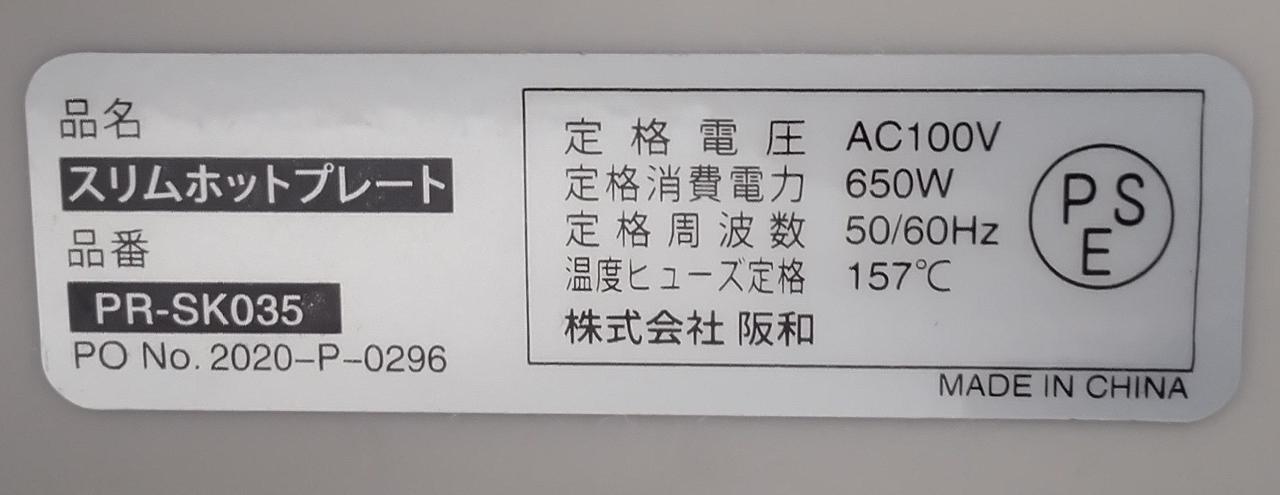 品名
スリムホットプレート
品番
PR-SK035
PO No. 2020-P-0296
定格電圧 AC100V
定格消費電力 650W
定格周波数 50/60Hz
温度ヒューズ定格 157℃
株式会社 阪和
PSE
MADE IN CHINA